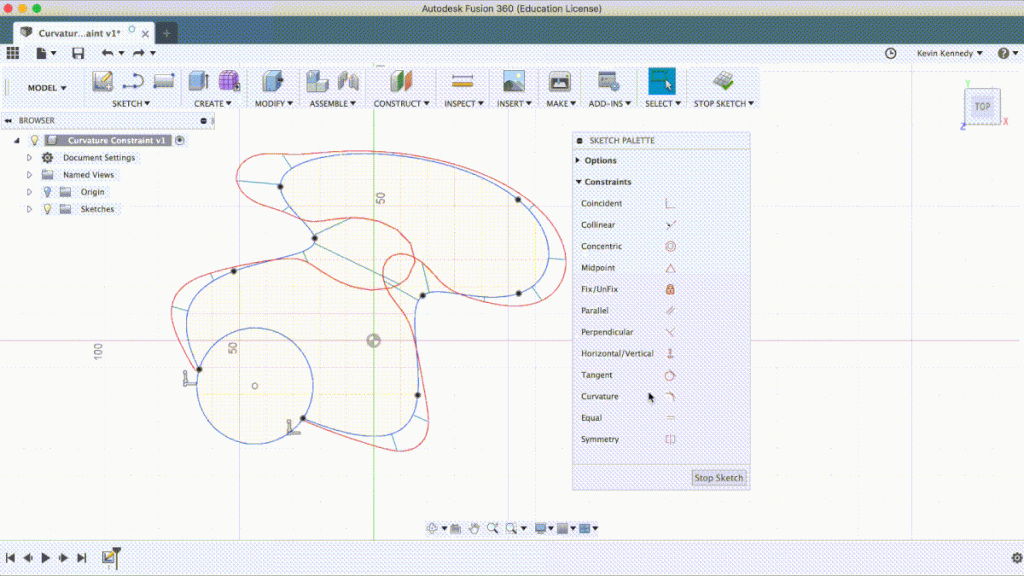 Autodesk Fusion 360 (Education License)
Curvatur...aint v1*
Kevin Kennedy
MODEL
SKETCH
CREATE
MODIFY
ASSEMBLE
CONSTRUCT
INSPECT
INSERT
MAKE
ADD-INS
SELECT
STOP SKETCH
BROWSER
Curvature Constraint v1
Document Settings
Named Views
Origin
Sketches
TOP
X
Y
Z
SKETCH PALETTE
Options
Constraints
Coincident
Collinear
Concentric
Midpoint
Fix/UnFix
Parallel
Perpendicular
Horizontal/Vertical
Tangent
Curvature
Equal
Symmetry
Stop Sketch
50
50
100